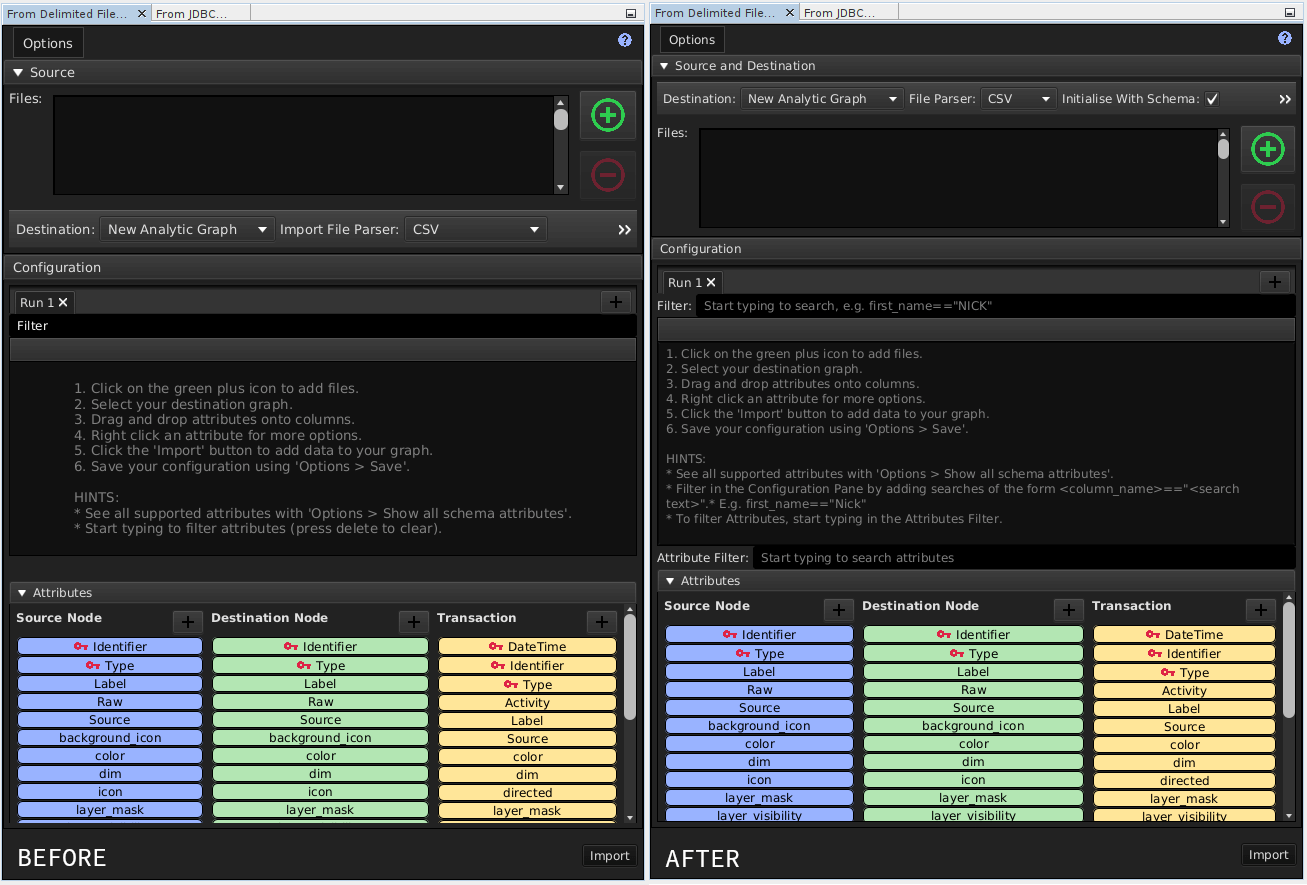 From Delimited File... X From JDBC...
Options ?
Source
Files:
Destination: New Analytic Graph Import File Parser: CSV
Configuration
Run 1
Filter
1. Click on the green plus icon to add files.
2. Select your destination graph.
3. Drag and drop attributes onto columns.
4. Right click an attribute for more options.
5. Click the 'Import' button to add data to your graph.
6. Save your configuration using 'Options > Save'.
HINTS:
* See all supported attributes with 'Options > Show all schema attributes'.
* Start typing to filter attributes (press delete to clear).
Attributes
Source Node Destination Node Transaction
Identifier Identifier DateTime
Type Type Identifier
Label Label Type
Raw Raw Activity
Source Source Label
background_icon background_icon Source
color color color
dim dim dim
icon icon directed
layer_mask layer_mask layer_mask
BEFORE Import
From Delimited File... X From JDBC...
Options ?
Source and Destination
Destination: New Analytic Graph File Parser: CSV Initialise With Schema:
Files:
Configuration
Run 1
Filter: Start typing to search, e.g. first_name=="NICK"
1. Click on the green plus icon to add files.
2. Select your destination graph.
3. Drag and drop attributes onto columns.
4. Right click an attribute for more options.
5. Click the 'Import' button to add data to your graph.
6. Save your configuration using 'Options > Save'.
HINTS:
* See all supported attributes with 'Options > Show all schema attributes'.
* Filter in the Configuration Pane by adding searches of the form <column_name>=="<search
text>".* E.g. first_name=="Nick"
* To filter Attributes, start typing in the Attributes Filter.
Attribute Filter: Start typing to search attributes
Attributes
Source Node Destination Node Transaction
Identifier Identifier DateTime
Type Type Identifier
Label Label Type
Raw Raw Activity
Source Source Label
background_icon background_icon Source
color color color
dim dim dim
icon icon directed
layer_mask layer_mask layer_mask
layer_visibility layer_visibility layer_visibility
AFTER Import